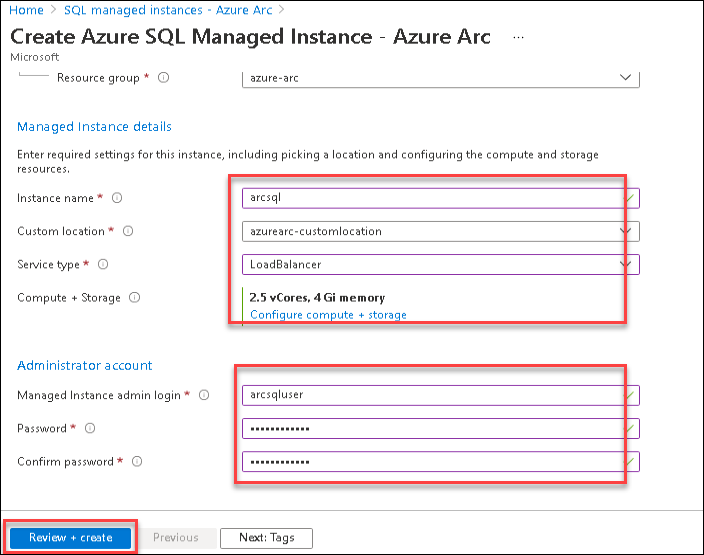 Home > SQL managed instances - Azure Arc >
Create Azure SQL Managed Instance - Azure Arc ...
Microsoft
Resource group * azure-arc
Managed Instance details
Enter required settings for this instance, including picking a location and configuring the compute and storage
resources.
Instance name * arcsql
Custom location * azurearc-customlocation
Service type * LoadBalancer
Compute + Storage 2.5 vCores, 4 Gi memory
Configure compute + storage
Administrator account
Managed Instance admin login * arcsqluser
Password * ••••••••••••
Confirm password * ••••••••••••
Review + create Previous Next: Tags